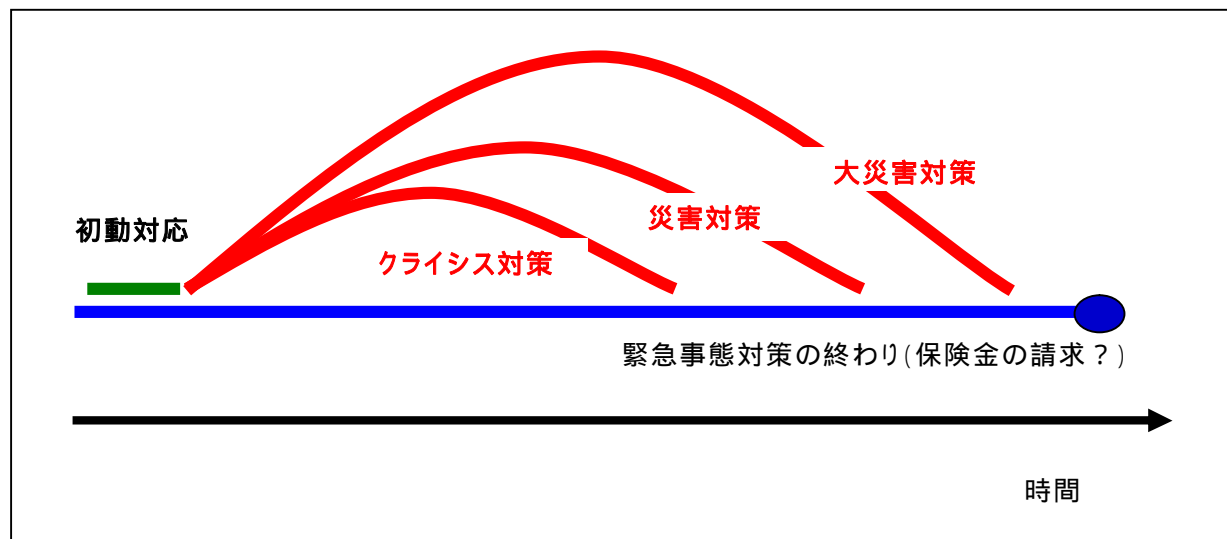 大災害対策
災害対策
初動対応
クライシス対策
緊急事態対策の終わり(保険金の請求？)
時間